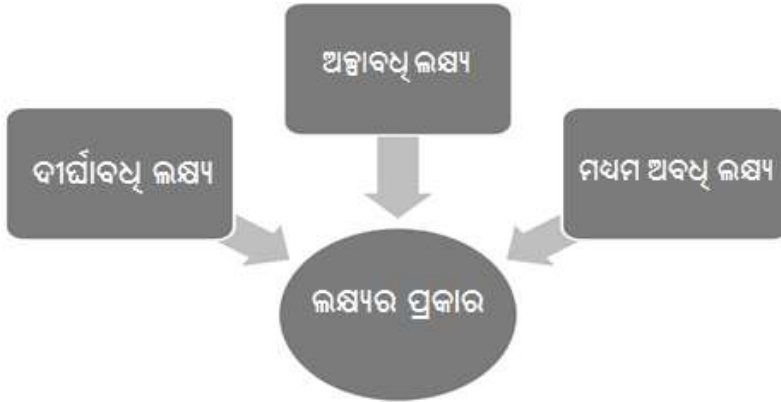 ଅଳ୍ପାବଧି ଲକ୍ଷ୍ୟ
ଦୀର୍ଘାବଧି ଲକ୍ଷ୍ୟ
ମଧ୍ୟମ ଅବଧି ଲକ୍ଷ୍ୟ
ଲକ୍ଷ୍ୟର ପ୍ରକାର